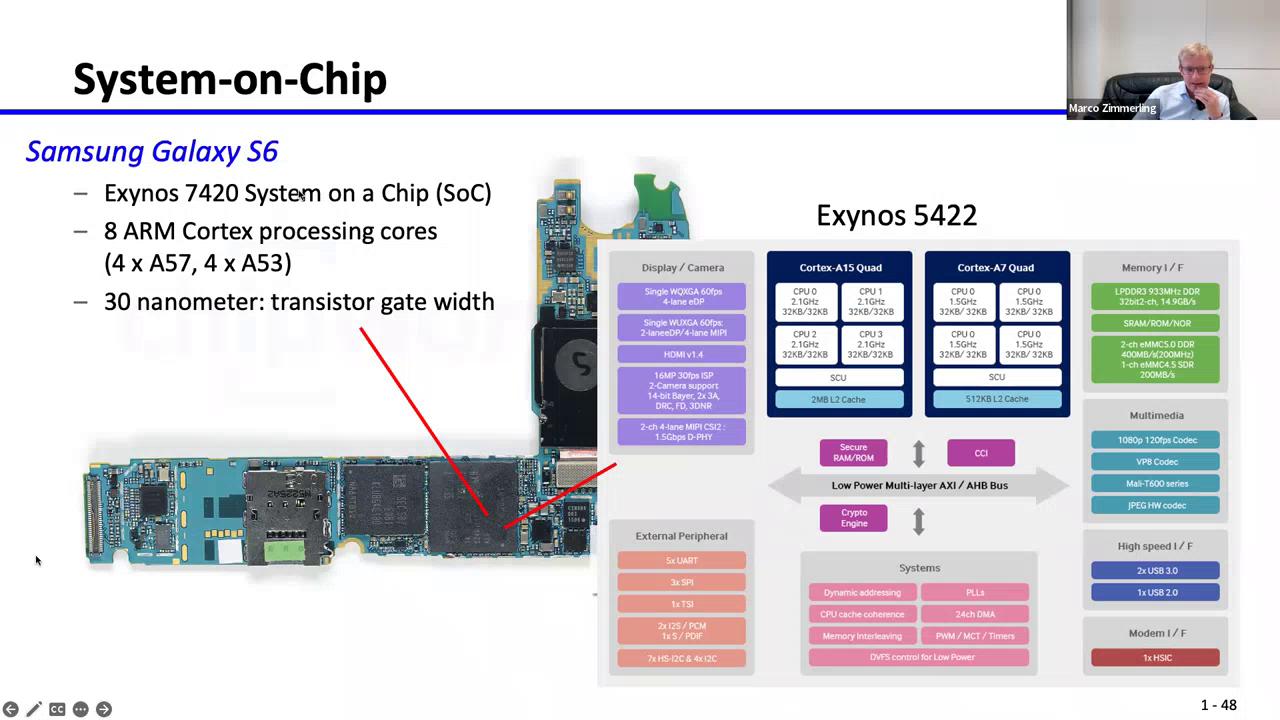 System-on-Chip
Marco Zimmerling
Samsung Galaxy S6
– Exynos 7420 System on a Chip (SoC)
– 8 ARM Cortex processing cores
(4 x A57, 4 x A53)
– 30 nanometer: transistor gate width
Exynos 5422
Display / Camera
Single WQXGA 60fps
4-lane eDP
Single WUXGA 60fps:
2-laneeDP/4-lane MIPI
HDMI v1.4
16MP 30fps ISP
2-Camera support
14-bit Bayer, 2x 3A,
DRC, FD, 3DNR
2-ch 4-lane MIPI CSI2 :
1.5Gbps D-PHY
Cortex-A15 Quad
CPU 0
2.1GHz
32KB/32KB
CPU 1
2.1GHz
32KB/32KB
CPU 2
2.1GHz
32KB/32KB
CPU 3
2.1GHz
32KB/32KB
SCU
2MB L2 Cache
Cortex-A7 Quad
CPU 0
1.5GHz
32KB/ 32KB
CPU 0
1.5GHz
32KB/ 32KB
CPU 0
1.5GHz
32KB/ 32KB
CPU 0
1.5GHz
32KB/ 32KB
SCU
512KB L2 Cache
Memory I / F
LPDDR3 933MHz DDR
32bit2-ch, 14.9GB/s
SRAM/ROM/NOR
2-ch eMMC5.0 DDR
400MB/s(200MHz)
1-ch eMMC4.5 SDR
200MB/s
Secure
RAM/ROM
CCI
Low Power Multi-layer AXI / AHB Bus
Crypto
Engine
Multimedia
1080p 120fps Codec
VP8 Codec
Mali-T600 series
JPEG HW codec
External Peripheral
5x UART
3x SPI
1x TSI
2x I2S / PCM
1x S / PDIF
7x HS-I2C & 4x I2C
Systems
Dynamic addressing
PLLs
CPU cache coherence
24ch DMA
Memory Interleaving
PWM / MCT / Timers
DVFS control for Low Power
High speed I / F
2x USB 3.0
1x USB 2.0
Modem I / F
1x HSIC
CC
1 - 48